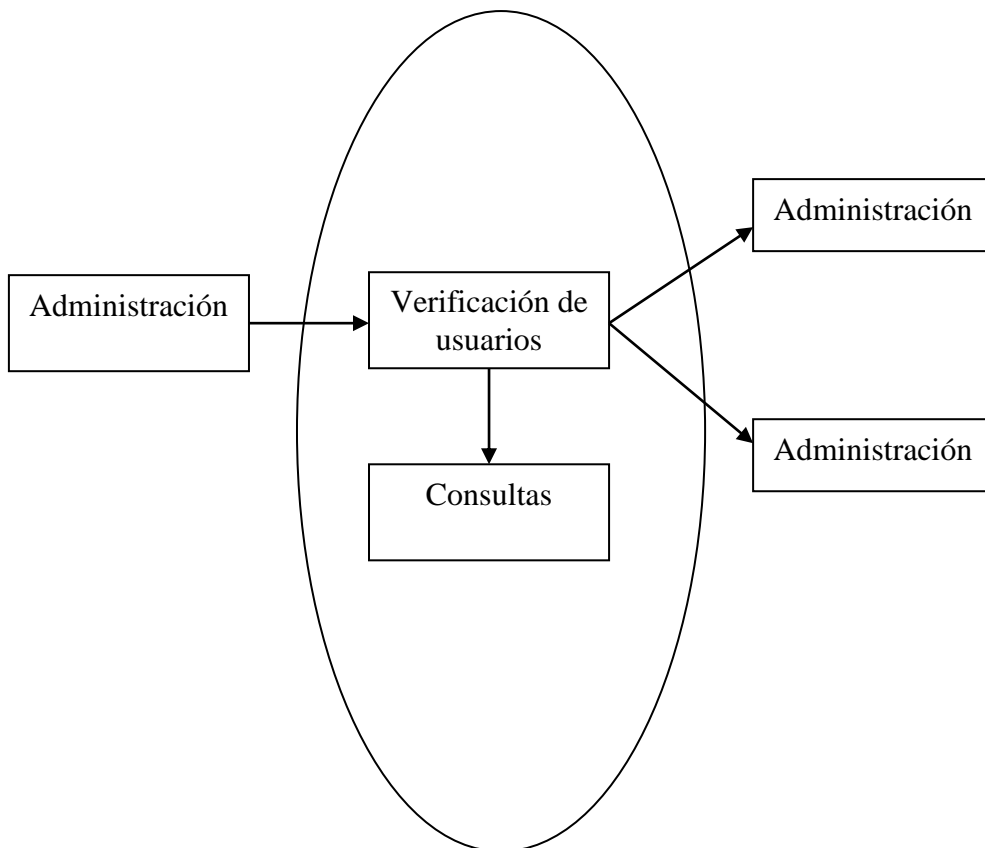 Administración
Administración
Verificación de
usuarios
Administración
Consultas